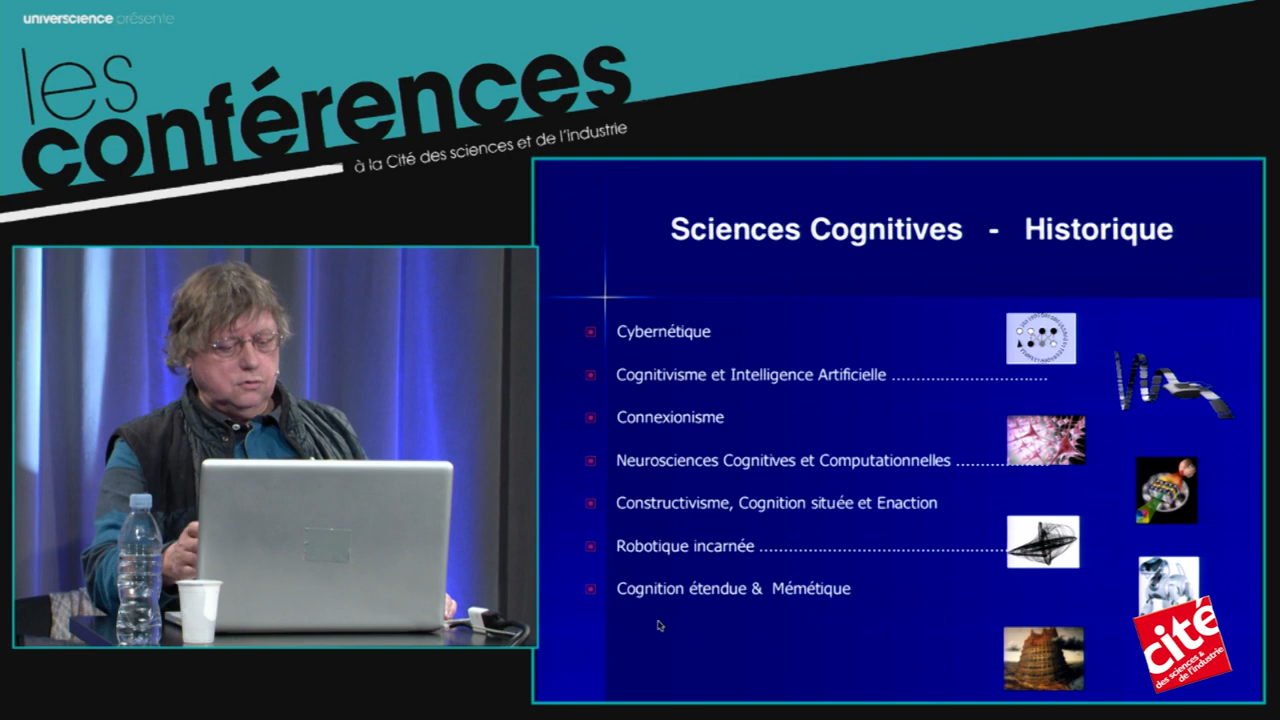 universcience présente
les
conférences
à la Cité des sciences et de l'industrie
Sciences Cognitives - Historique
Cybernétique
Cognitivisme et Intelligence Artificielle ................................
Connexionisme
Neurosciences Cognitives et Computationnelles ...................
Constructivisme, Cognition située et Enaction
Robotique incarnée ...................................................
Cognition étendue & Mémétique
cité
des sciences &
de l'industrie